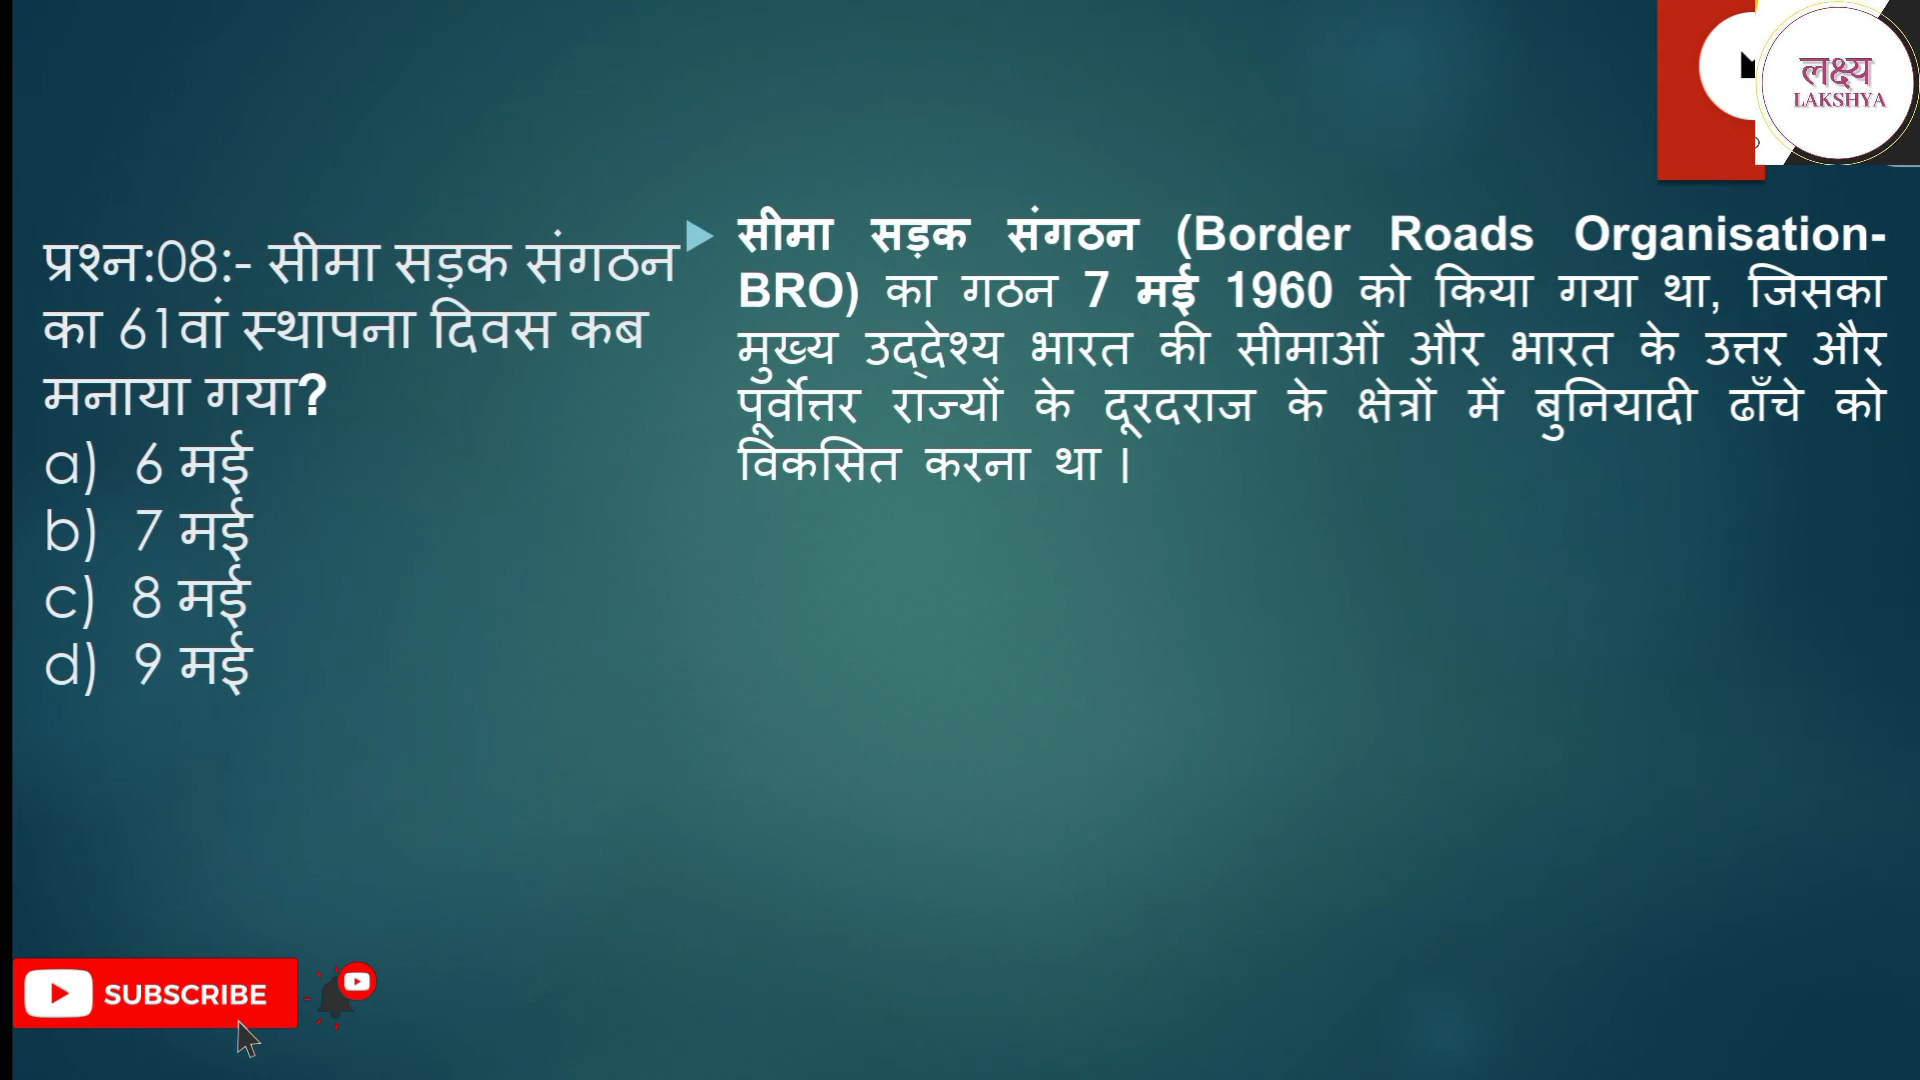 लक्ष्य
LAKSHYA
प्रश्न:08:- सीमा सड़क संगठन
का 61वां स्थापना दिवस कब
मनाया गया?
a) 6 मई
b) 7 मई
c) 8 मई
d) 9 मई
सीमा सड़क संगठन (Border Roads Organisation-
BRO) का गठन 7 मई 1960 को किया गया था, जिसका
मुख्य उद्देश्य भारत की सीमाओं और भारत के उत्तर और
पूर्वोत्तर राज्यों के दूरदराज के क्षेत्रों में बुनियादी ढाँचे को
विकसित करना था।
SUBSCRIBE